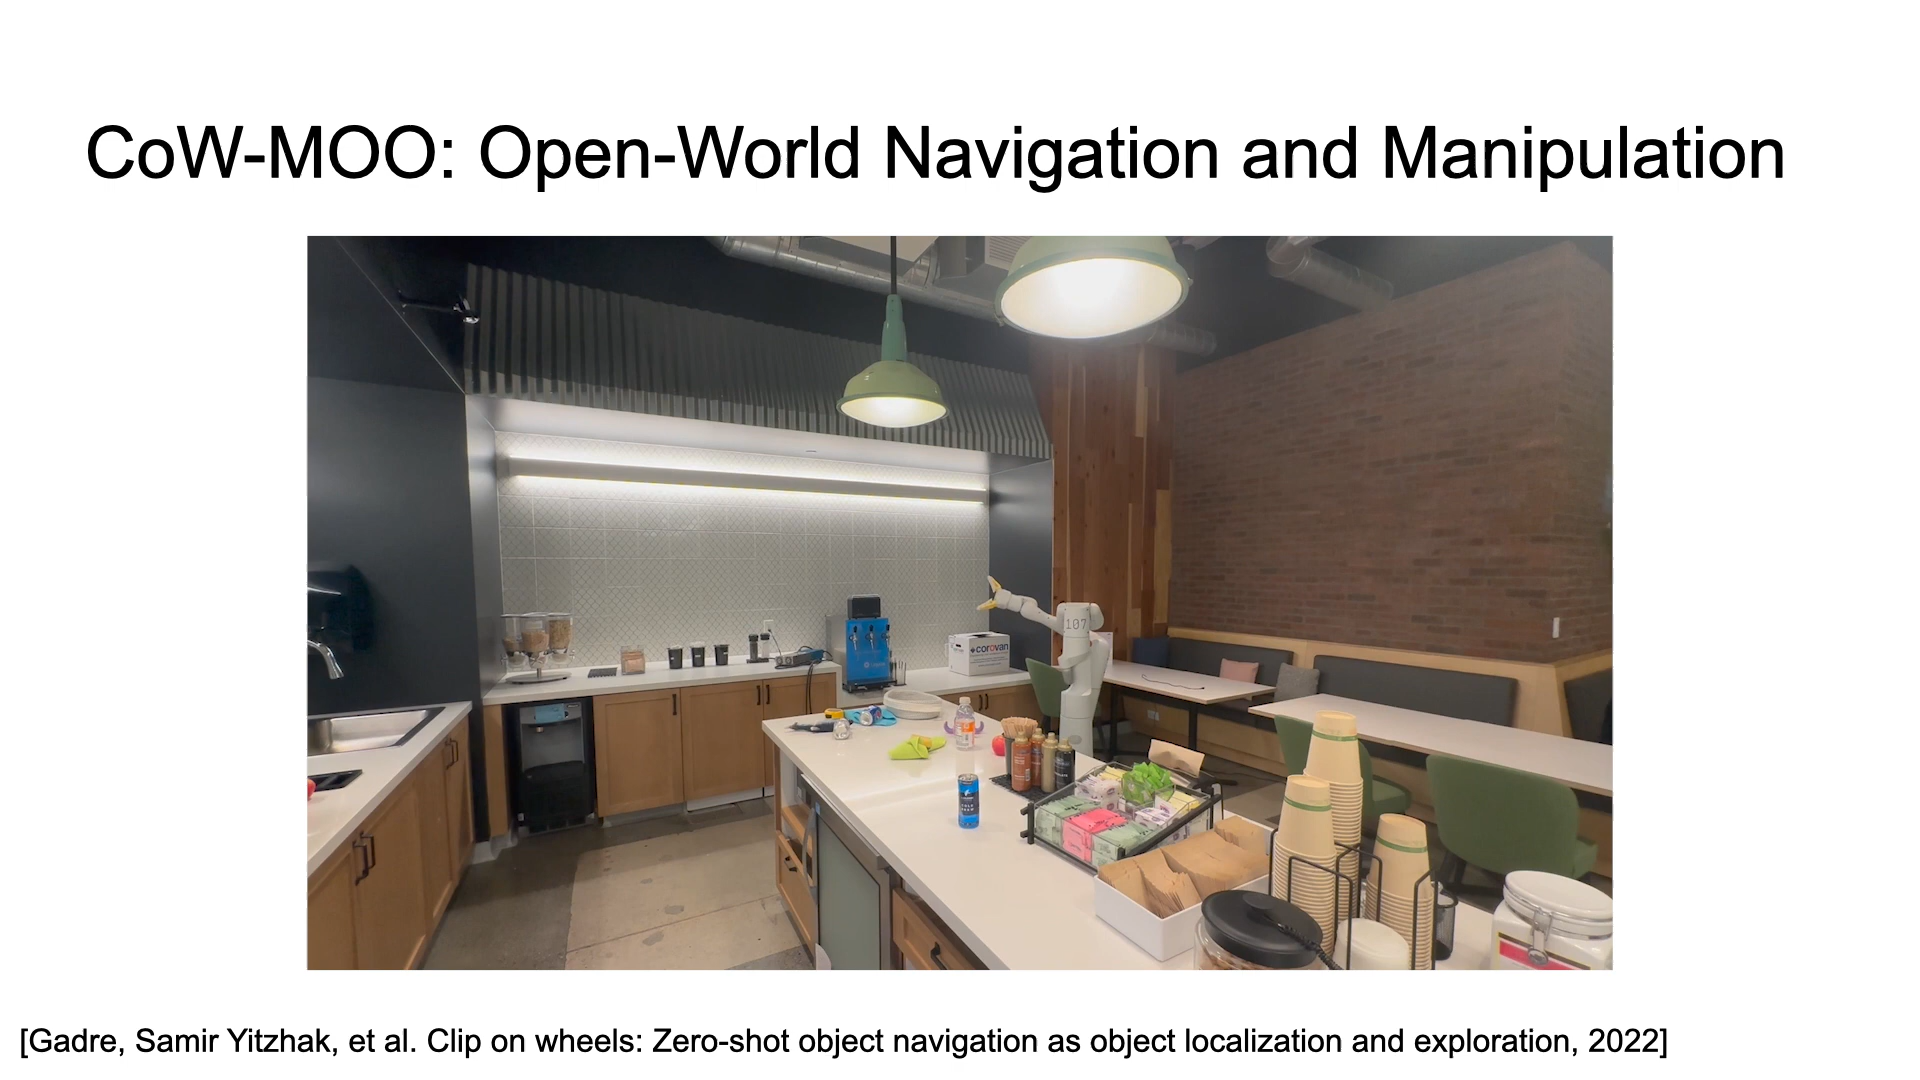 CoW-MOO: Open-World Navigation and Manipulation
107
corovan
[Gadre, Samir Yitzhak, et al. Clip on wheels: Zero-shot object navigation as object localization and exploration, 2022]